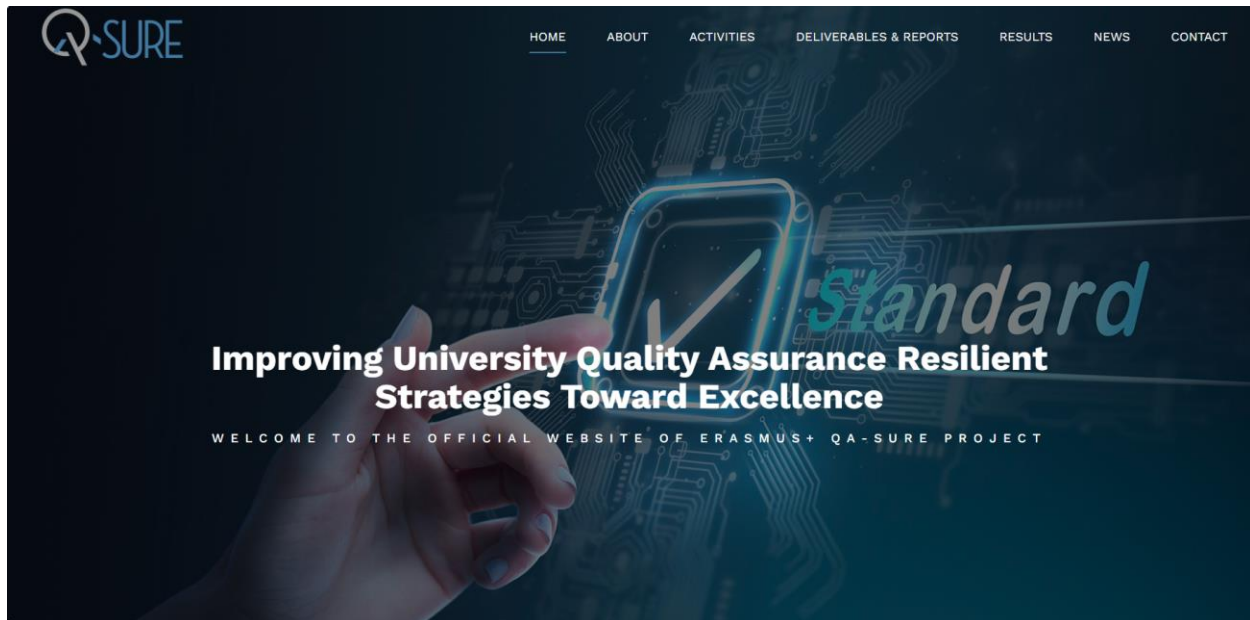 Q-SURE
HOME ABOUT ACTIVITIES DELIVERABLES & REPORTS RESULTS NEWS CONTACT
Standard
Improving University Quality Assurance Resilient
Strategies Toward Excellence
WELCOME TO THE OFFICIAL WEBSITE OF ERASMUS+ QA-SURE PROJECT